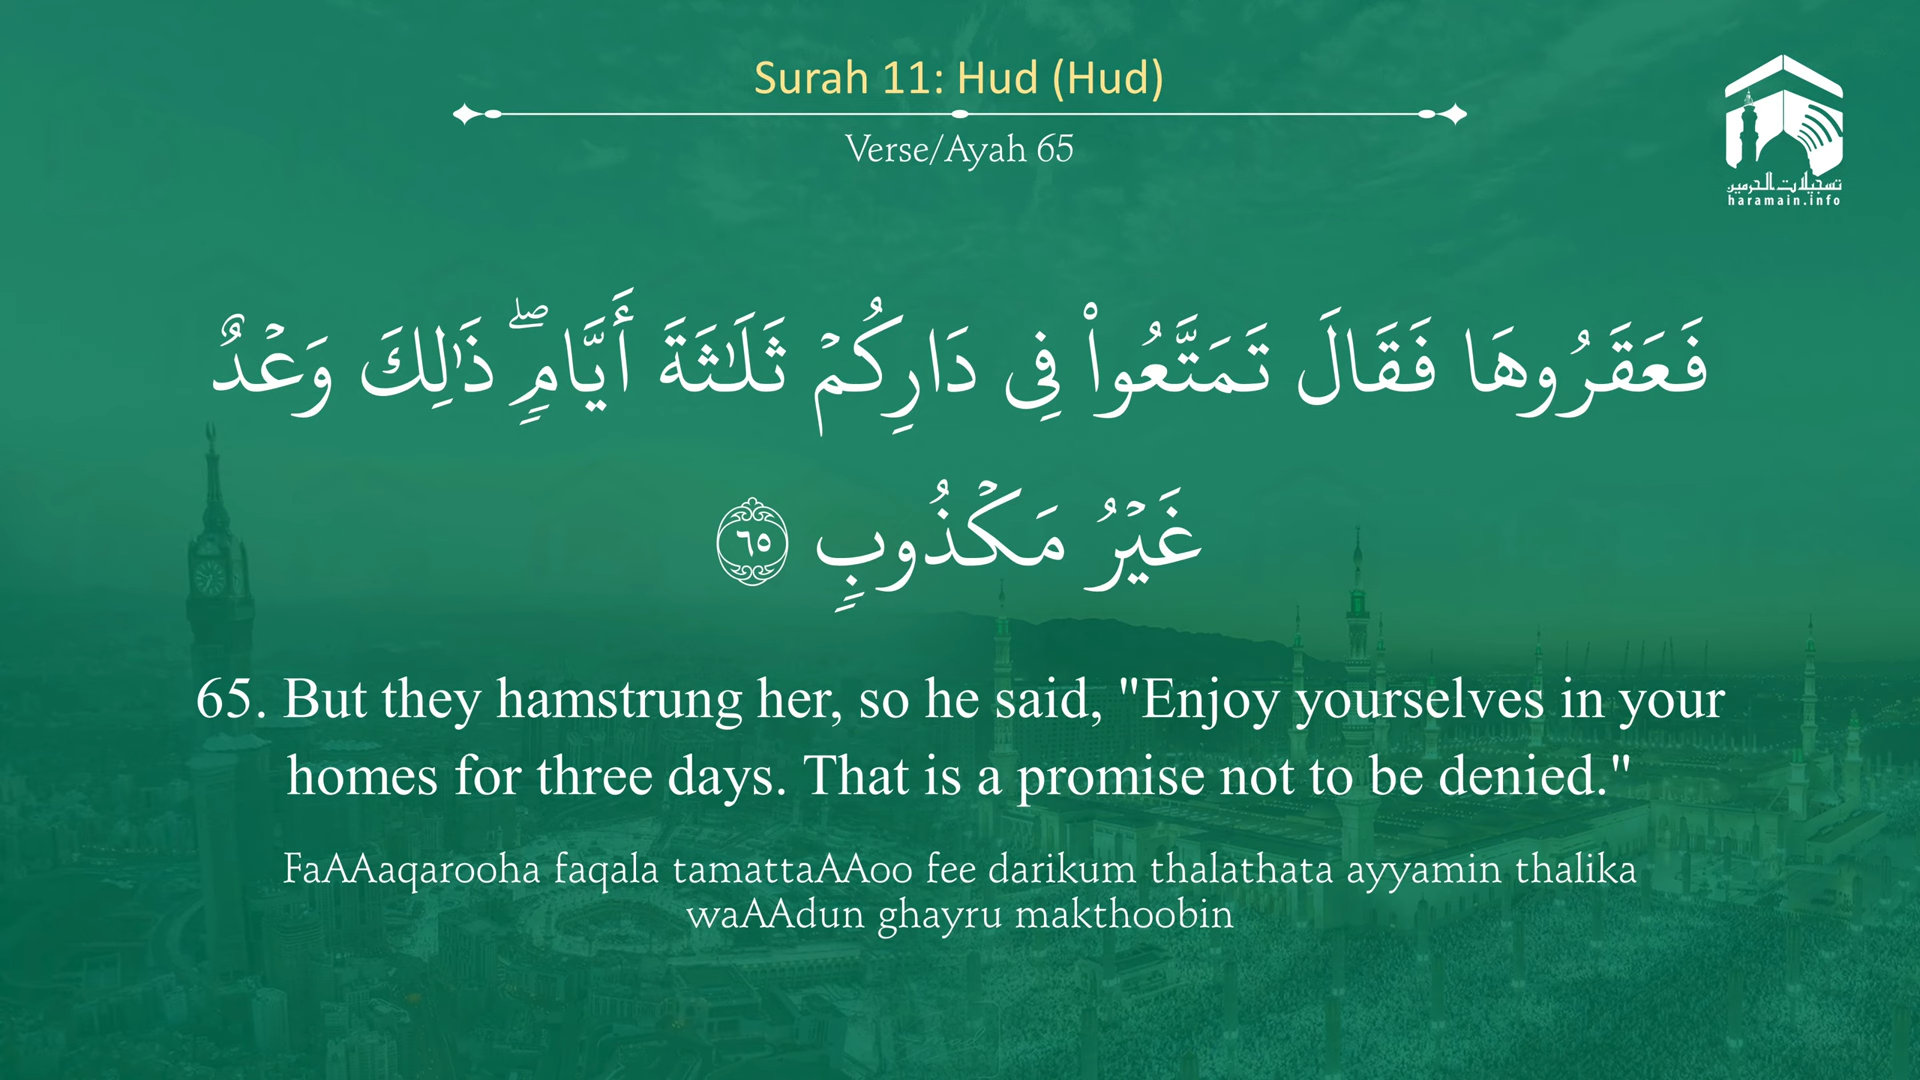 Surah 11: Hud (Hud)
Verse/Ayah 65
تسجيلات الحرمين
haramain.info
فَعَقَرُوهَا فَقَالَ تَمَتَّعُوا۟ فِى دَارِكُمْ ثَلَـٰثَةَ أَيَّامٍۢ ۖ ذَٰلِكَ وَعْدٌ
غَيْرُ مَكْذُوبٍۢ ٦٥
65. But they hamstrung her, so he said, "Enjoy yourselves in your
homes for three days. That is a promise not to be denied."
FaAAaqarooha faqala tamattaAAoo fee darikum thalathata ayyamin thalika
waAAdun ghayru makthoobin